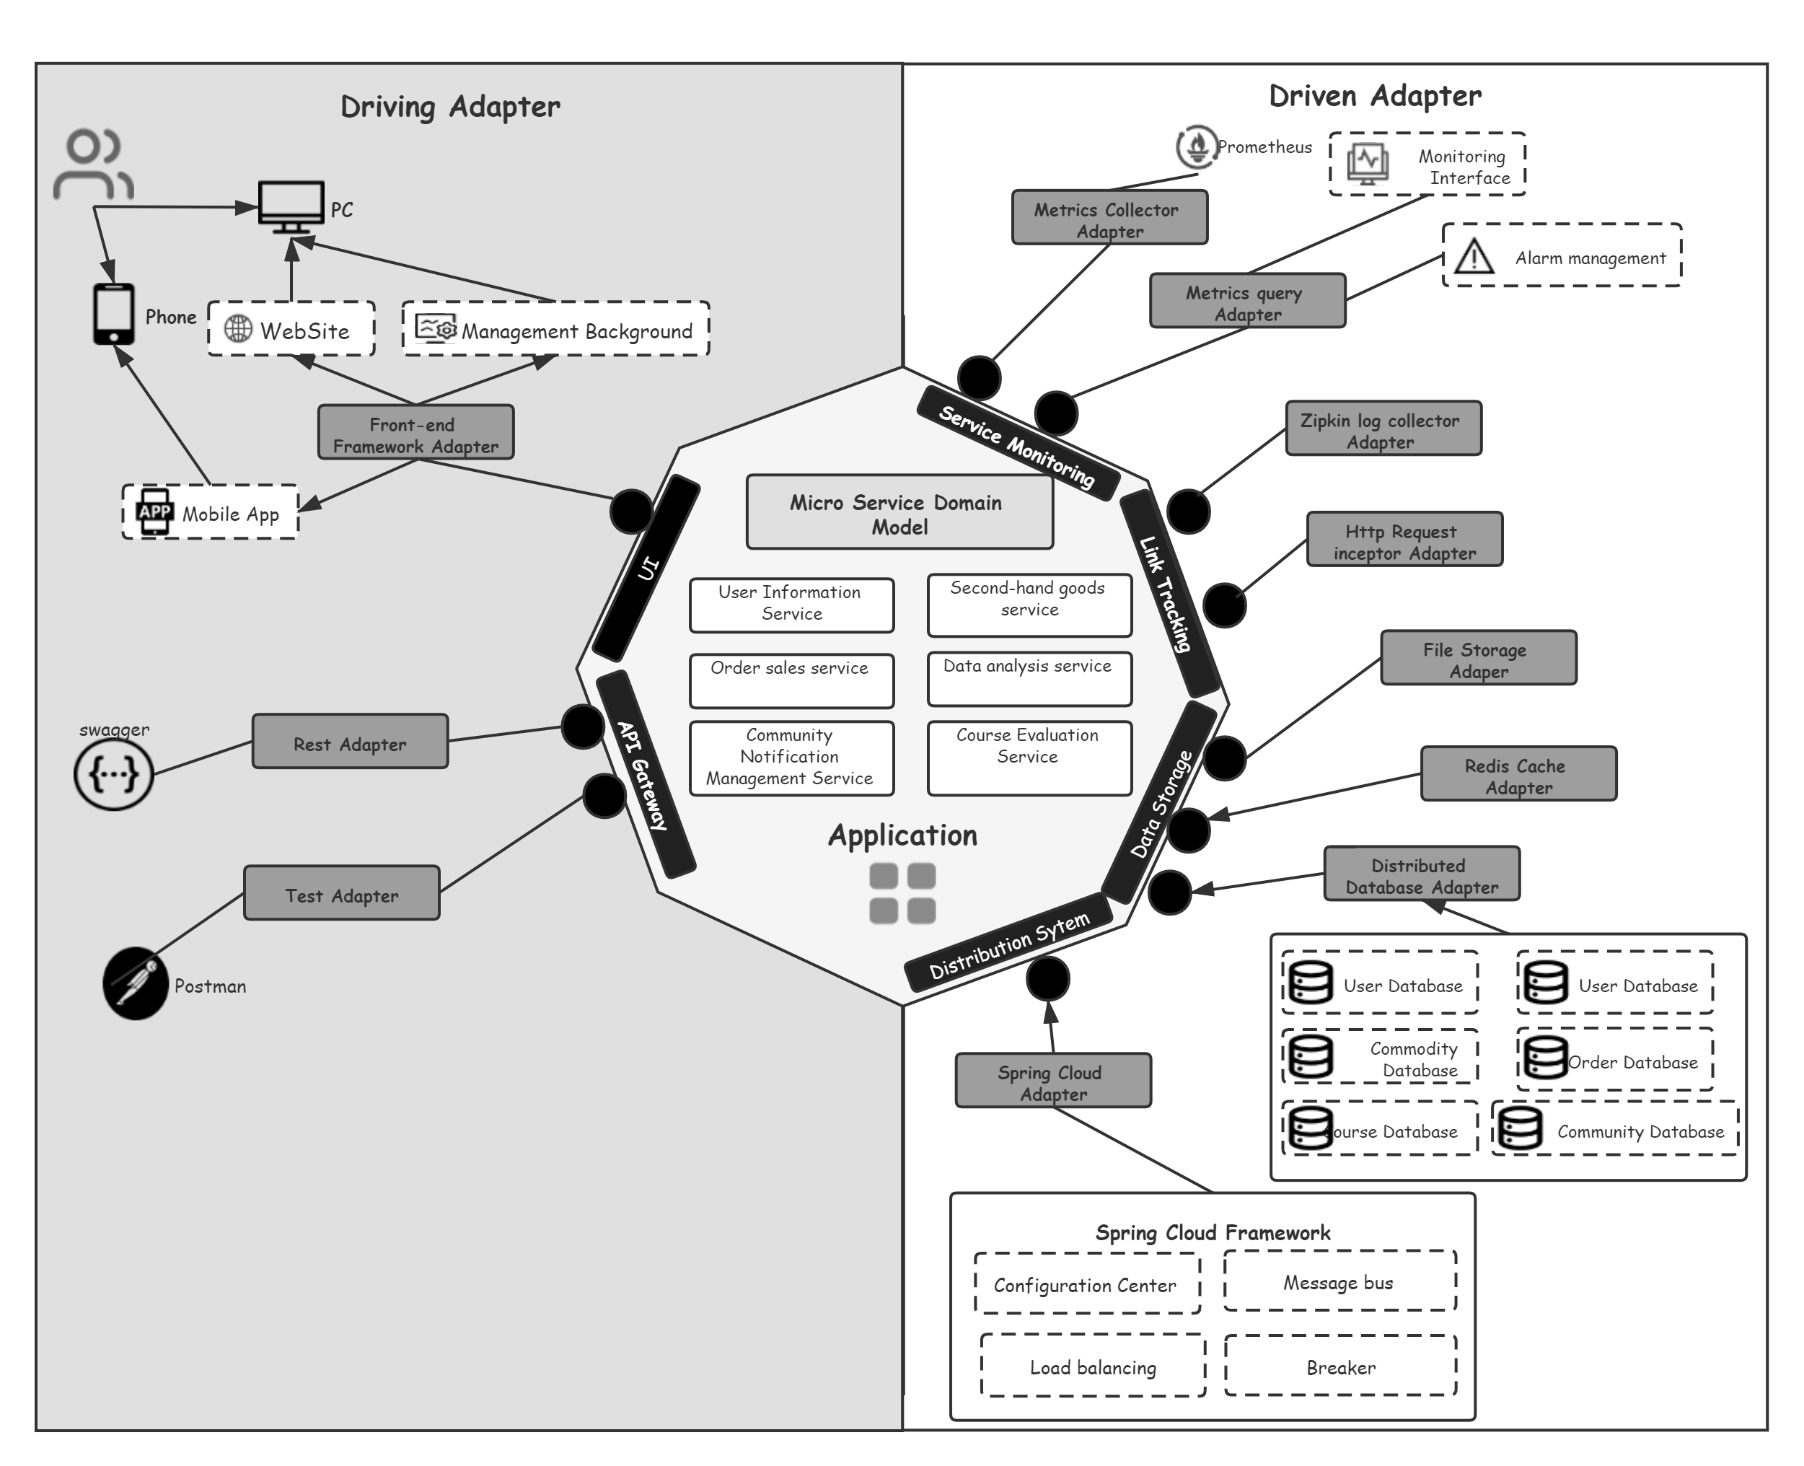 Driving Adapter
PC
Phone
WebSite
Management Background
Front-end
Framework Adapter
APP
Mobile App
swagger
{···}
Rest Adapter
Test Adapter
Postman
UI
API Gateway
Micro Service Domain
Model
User Information
Service
Second-hand goods
service
Order sales service
Data analysis service
Community
Notification
Management Service
Course Evaluation
Service
Application
Service Monitoring
Link Tracking
Data Storage
Distribution Sytem
Driven Adapter
Prometheus
Monitoring
Interface
Metrics Collector
Adapter
Metrics query
Adapter
Alarm management
Zipkin log collector
Adapter
Http Request
inceptor Adapter
File Storage
Adaper
Redis Cache
Adapter
Distributed
Database Adapter
User Database
User Database
Commodity
Database
Order Database
ourse Database
Community Database
Spring Cloud
Adapter
Spring Cloud Framework
Configuration Center
Message bus
Load balancing
Breaker